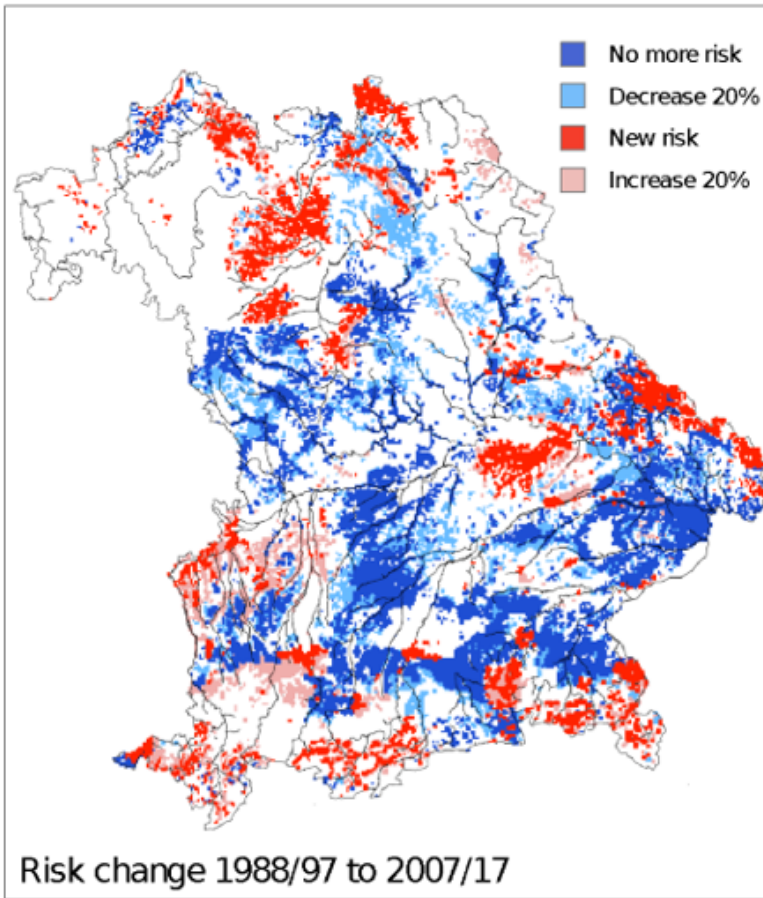 No more risk
Decrease 20%
New risk
Increase 20%
Risk change 1988/97 to 2007/17